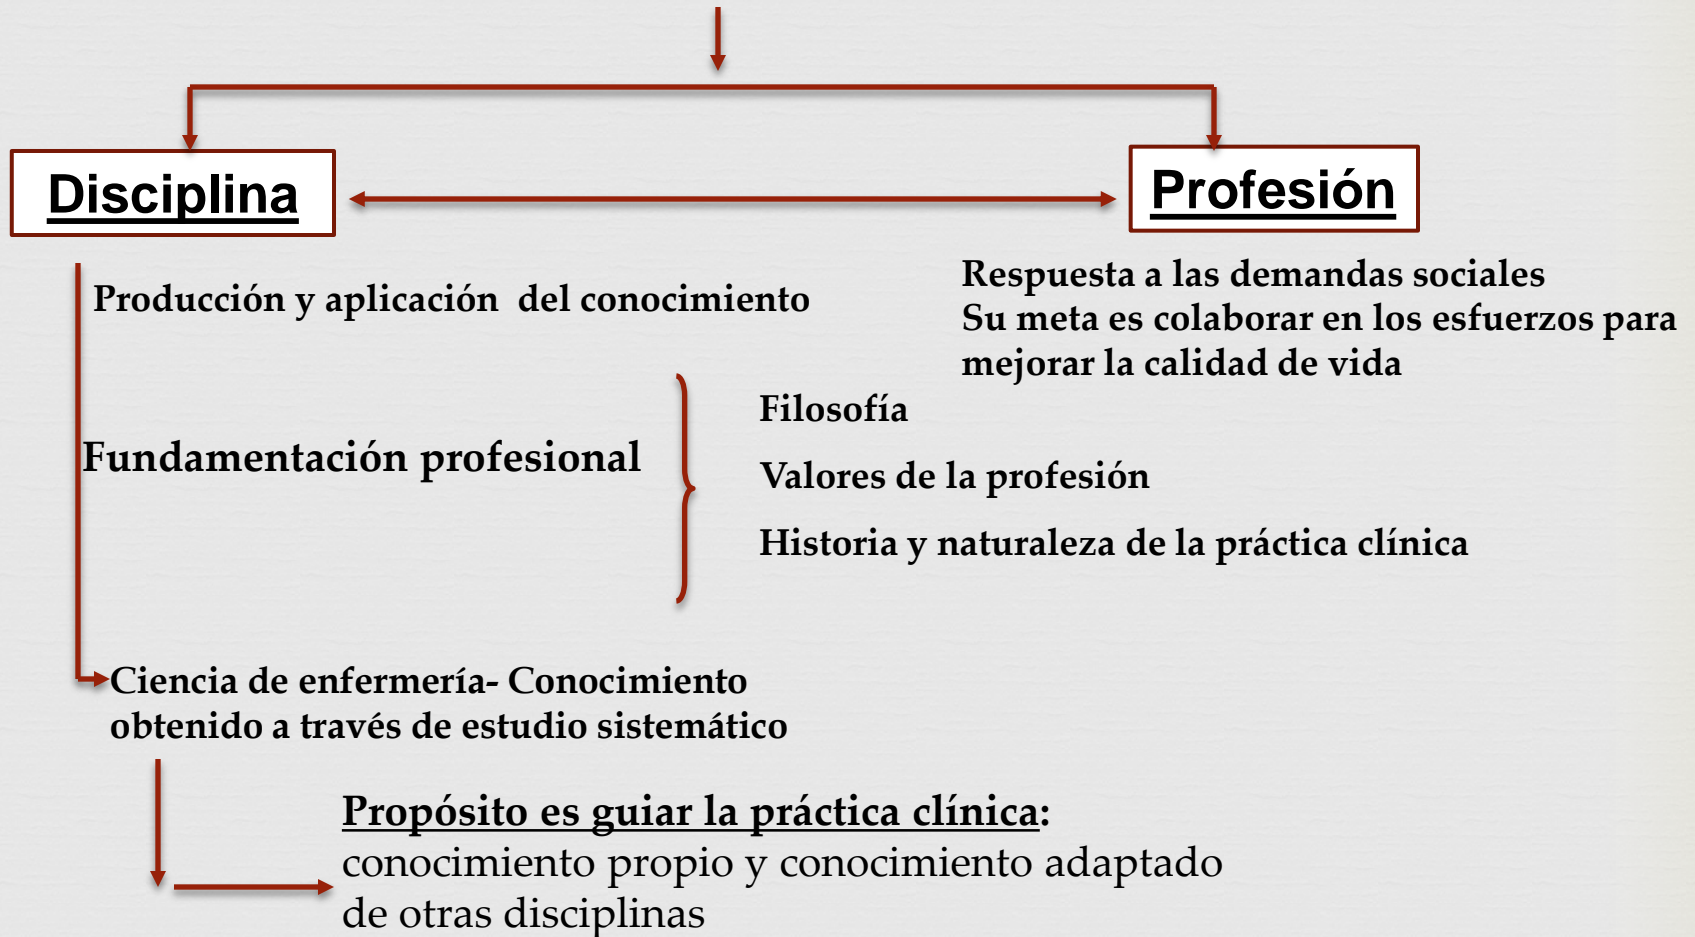 Disciplina
Profesión
Producción y aplicación del conocimiento
Respuesta a las demandas sociales
Su meta es colaborar en los esfuerzos para
mejorar la calidad de vida
Fundamentación profesional
Filosofía
Valores de la profesión
Historia y naturaleza de la práctica clínica
Ciencia de enfermería- Conocimiento
obtenido a través de estudio sistemático
Propósito es guiar la práctica clínica:
conocimiento propio y conocimiento adaptado
de otras disciplinas